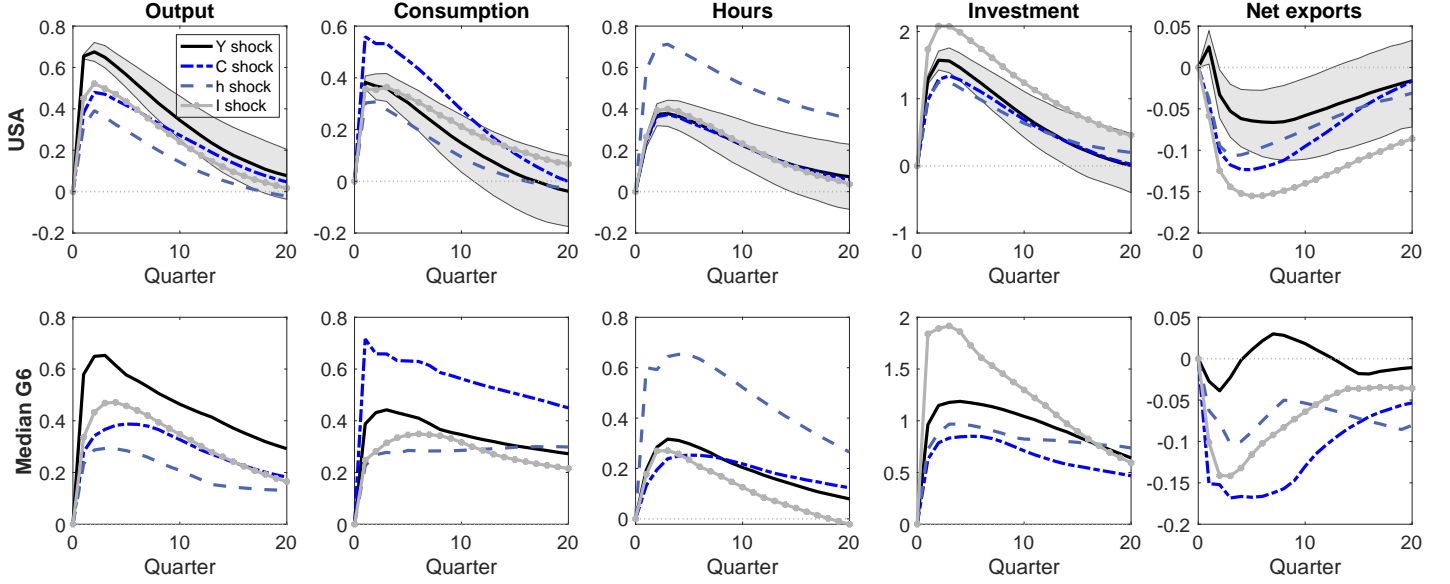 Output Consumption Hours Investment Net exports
USA
0.8
0.6
0.4
0.2
0
-0.2
0 10 20
Quarter
Y shock
C shock
h shock
I shock
0.6
0.4
0.2
0
-0.2
0 10 20
Quarter
0.8
0.6
0.4
0.2
0
-0.2
0 10 20
Quarter
2
1
0
-1
0 10 20
Quarter
0.05
0
-0.05
-0.1
-0.15
-0.2
0 10 20
Quarter
Median G6
0.8
0.6
0.4
0.2
0
0 10 20
Quarter
0.8
0.6
0.4
0.2
0
0 10 20
Quarter
0.8
0.6
0.4
0.2
0
0 10 20
Quarter
2
1.5
1
0.5
0
0 10 20
Quarter
0.05
0
-0.05
-0.1
-0.15
-0.2
0 10 20
Quarter